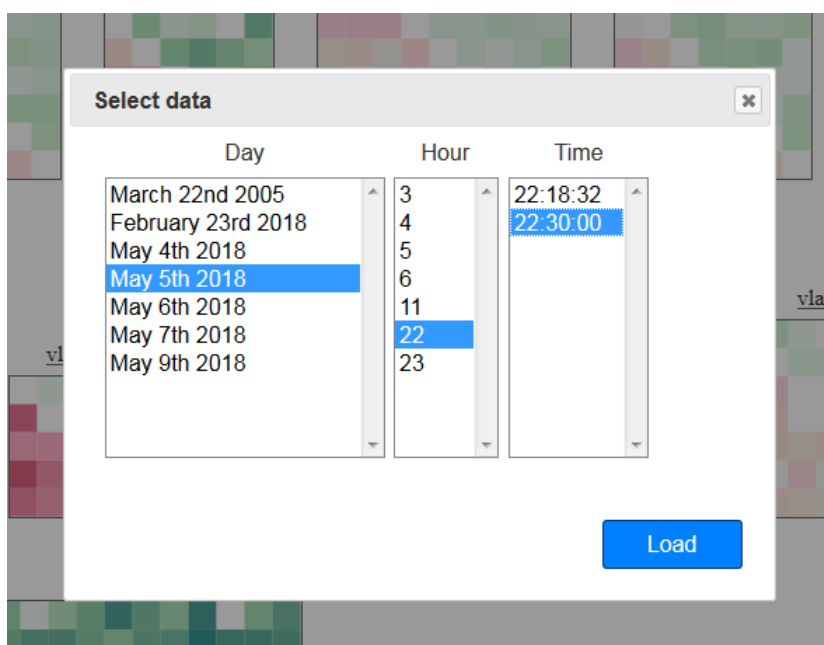 Select data
Day Hour Time
March 22nd 2005
February 23rd 2018
May 4th 2018
May 5th 2018
May 6th 2018
May 7th 2018
May 9th 2018
3
4
5
6
11
22
23
22:18:32
22:30:00
Load
vla
vl